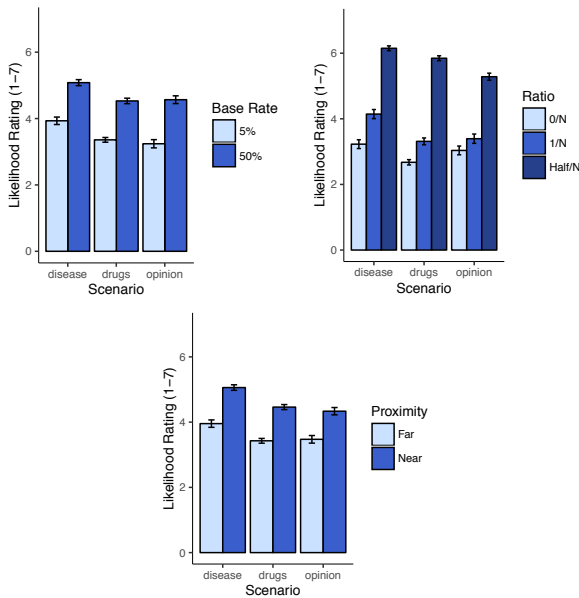 6
4
2
0
Likelihood Rating (1−7)
disease drugs opinion
Scenario
Base Rate
5%
50%
6
4
2
0
Likelihood Rating (1−7)
disease drugs opinion
Scenario
Ratio
0/N
1/N
Half/N
6
4
2
0
Likelihood Rating (1−7)
disease drugs opinion
Scenario
Proximity
Far
Near